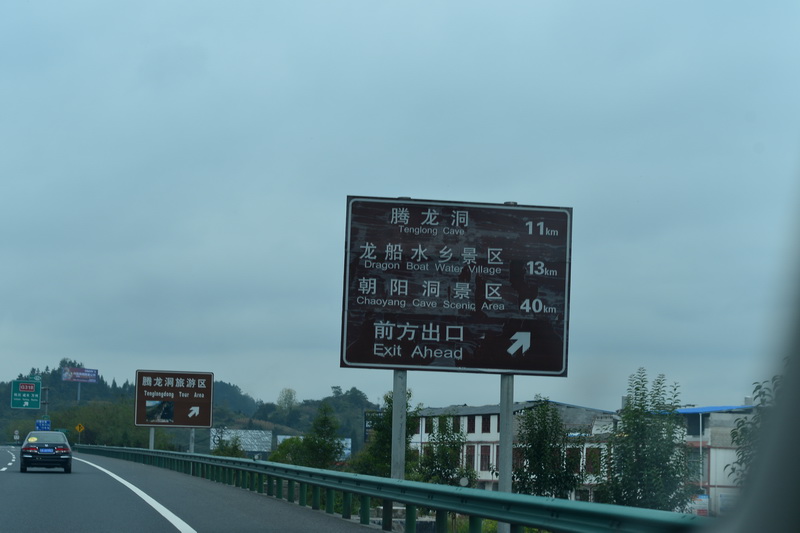 腾龙洞 11km
Tenglong Cave
龙船水乡景区 13km
Dragon Boat Water Village
朝阳洞景区 40km
Chaoyang Cave Scenic Area
前方出口
Exit Ahead
腾龙洞旅游区
Tenglongdong Tour Area